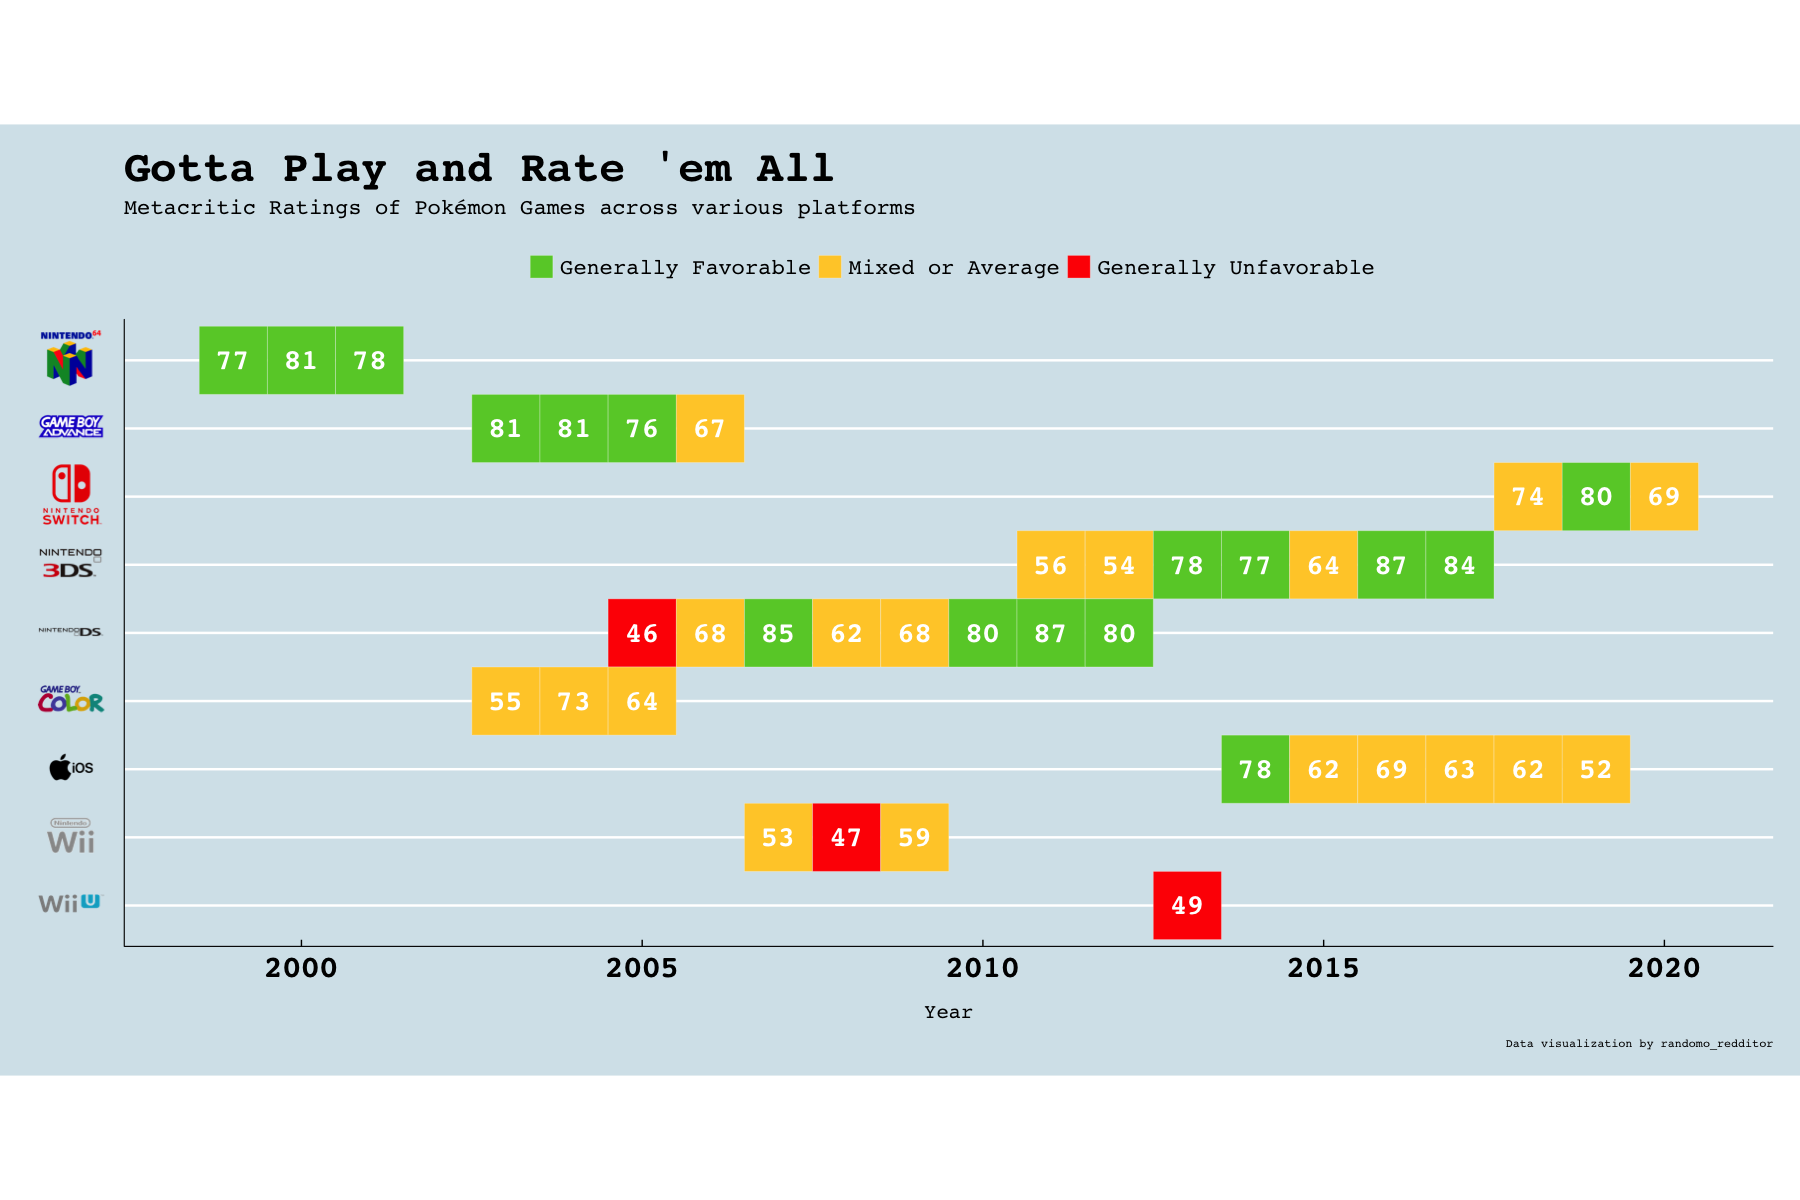 Gotta Play and Rate 'em All
Metacritic Ratings of Pokémon Games across various platforms
Generally Favorable Mixed or Average Generally Unfavorable
NINTENDO 64
77 81 78
GAME BOY ADVANCE
81 81 76 67
NINTENDO SWITCH
74 80 69
NINTENDO 3DS
56 54 78 77 64 87 84
NINTENDO DS
46 68 85 62 68 80 87 80
GAME BOY COLOR
55 73 64
iOS
78 62 69 63 62 52
Nintendo Wii
53 47 59
Wii U
49
2000 2005 2010 2015 2020
Year
Data visualization by randomo_redditor